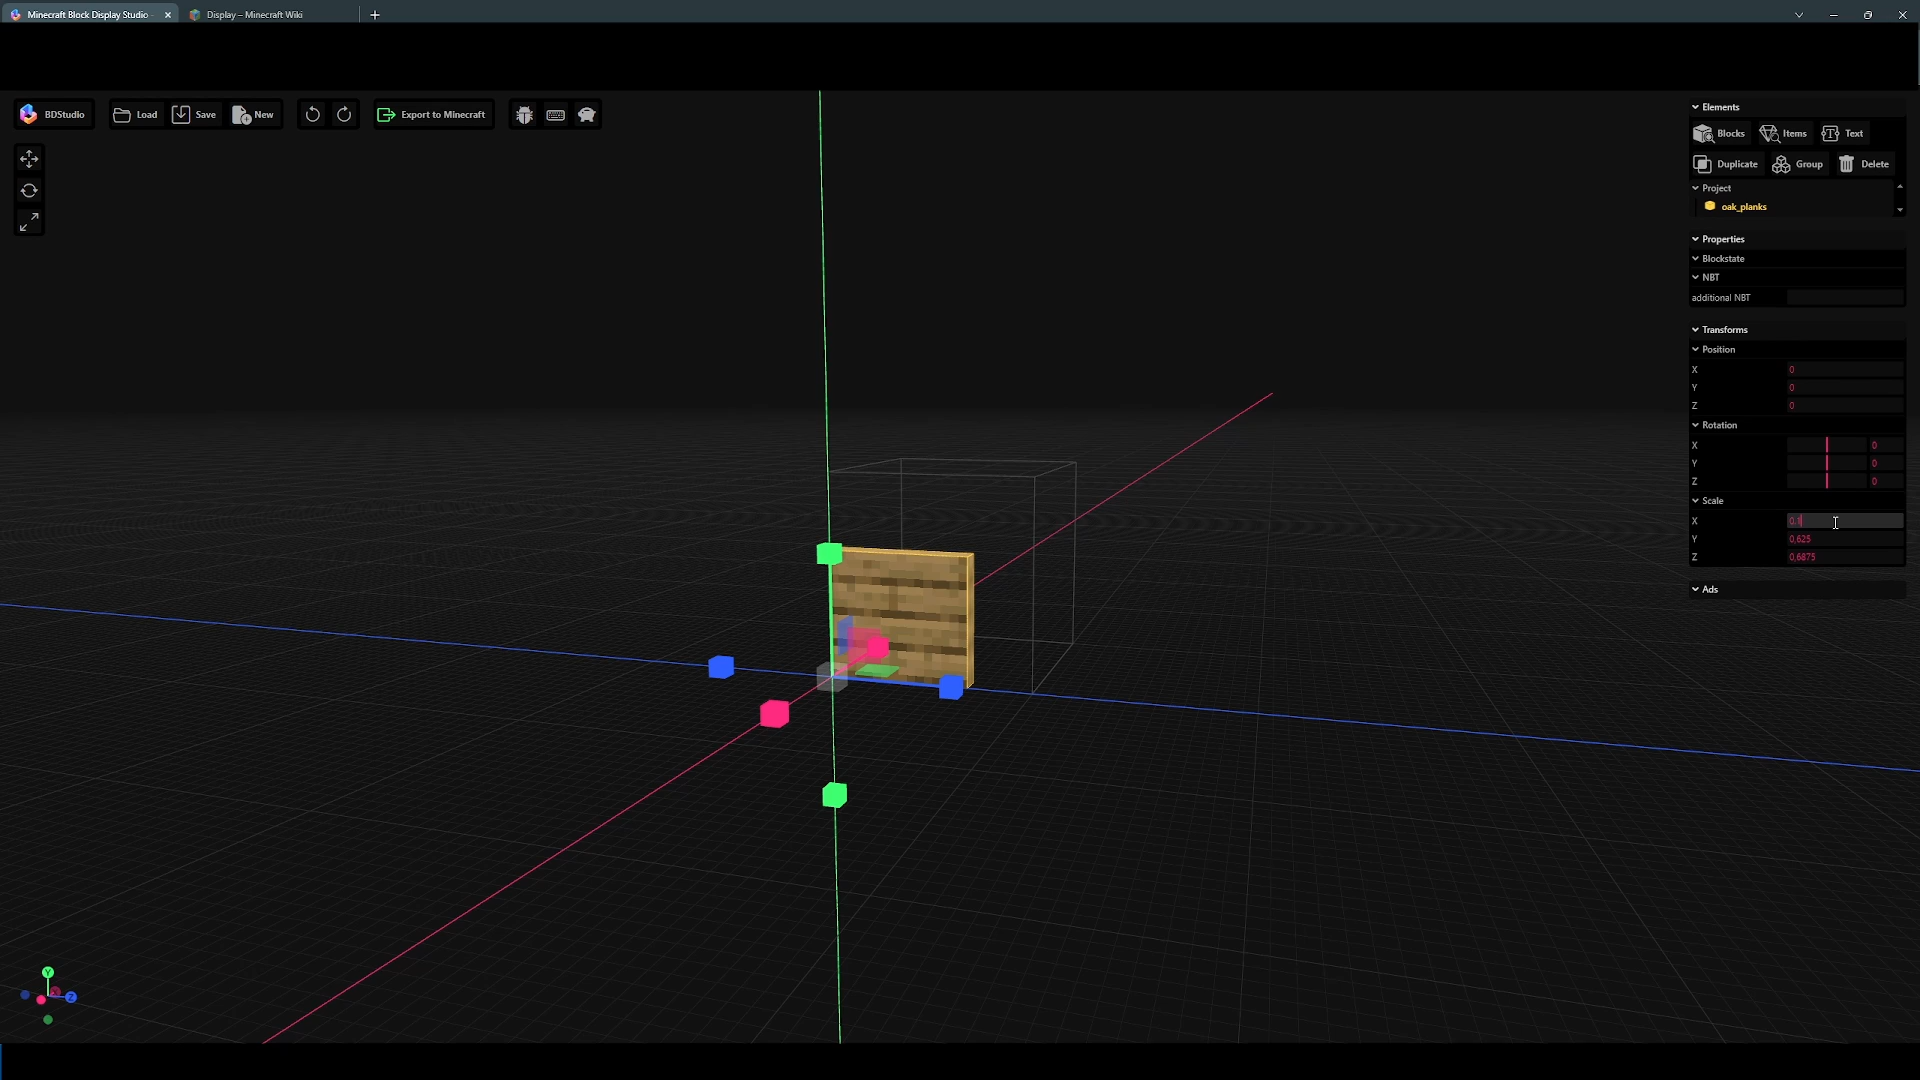 Minecraft Block Display Studio
Display – Minecraft Wiki
BDStudio
Load
Save
New
Export to Minecraft
Elements
Blocks
Items
Text
Duplicate
Group
Delete
Project
oak_planks
Properties
Blockstate
NBT
additional NBT
Transforms
Position
X 0
Y 0
Z 0
Rotation
X 0
Y 0
Z 0
Scale
X 0,1
Y 0,625
Z 0,6875
Ads
Y
Z